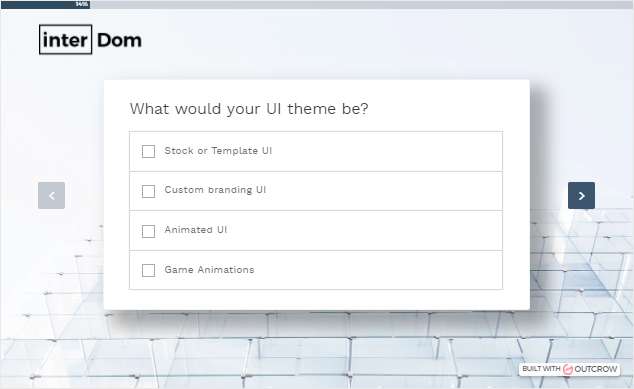 14%
inter Dom
What would your UI theme be?
Stock or Template UI
Custom branding UI
Animated UI
Game Animations
BUILT WITH OUTGROW